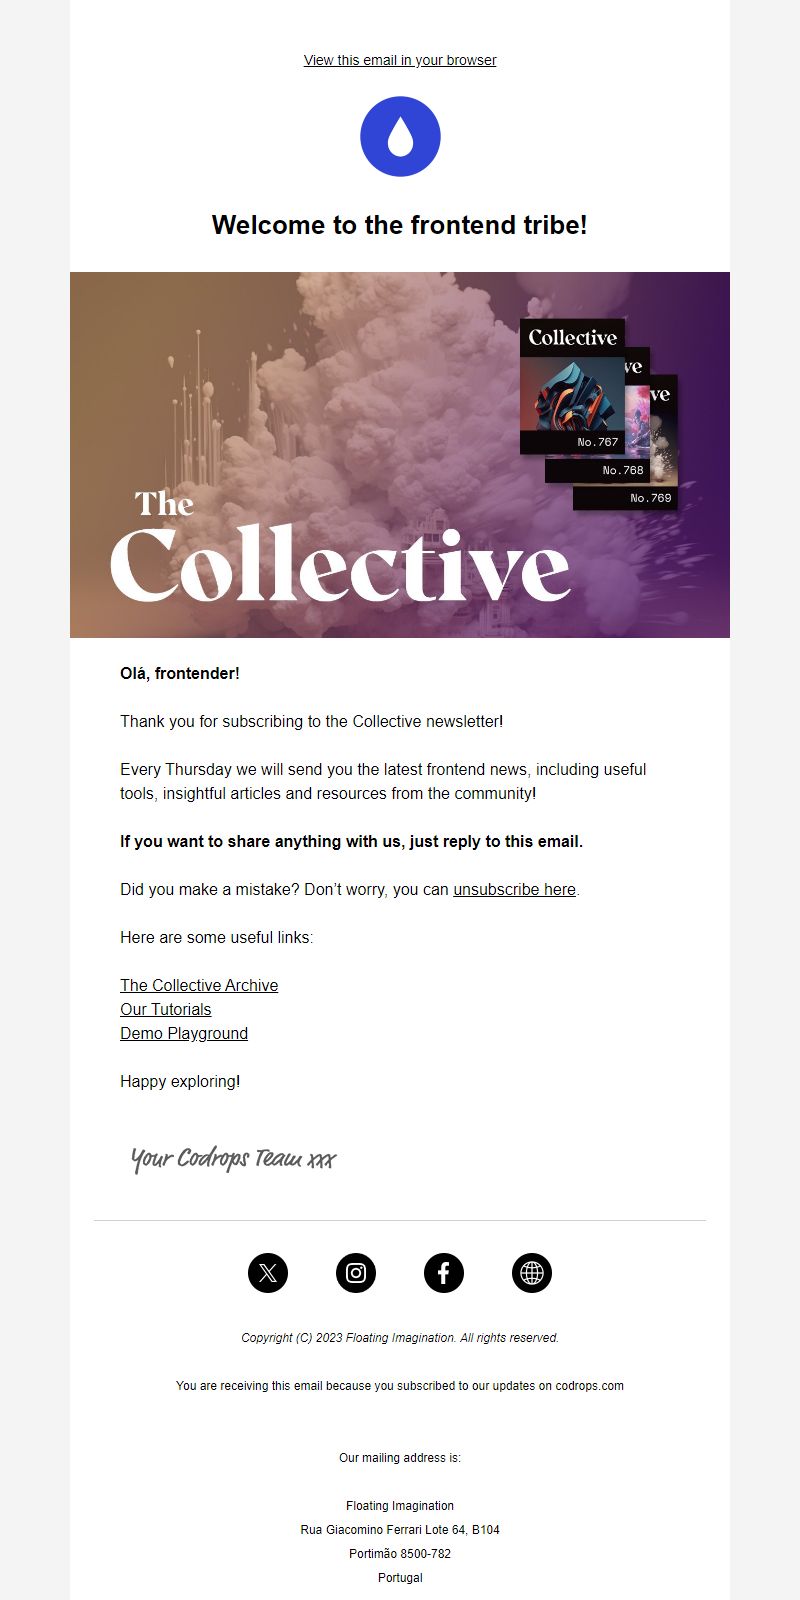 View this email in your browser
Welcome to the frontend tribe!
Collective
ve
ve
No.767
No.768
No.769
The
Collective
Olá, frontender!
Thank you for subscribing to the Collective newsletter!
Every Thursday we will send you the latest frontend news, including useful
tools, insightful articles and resources from the community!
If you want to share anything with us, just reply to this email.
Did you make a mistake? Don’t worry, you can unsubscribe here.
Here are some useful links:
The Collective Archive
Our Tutorials
Demo Playground
Happy exploring!
Your Codrops Team xxx
Copyright (C) 2023 Floating Imagination. All rights reserved.
You are receiving this email because you subscribed to our updates on codrops.com
Our mailing address is:
Floating Imagination
Rua Giacomino Ferrari Lote 64, B104
Portimão 8500-782
Portugal